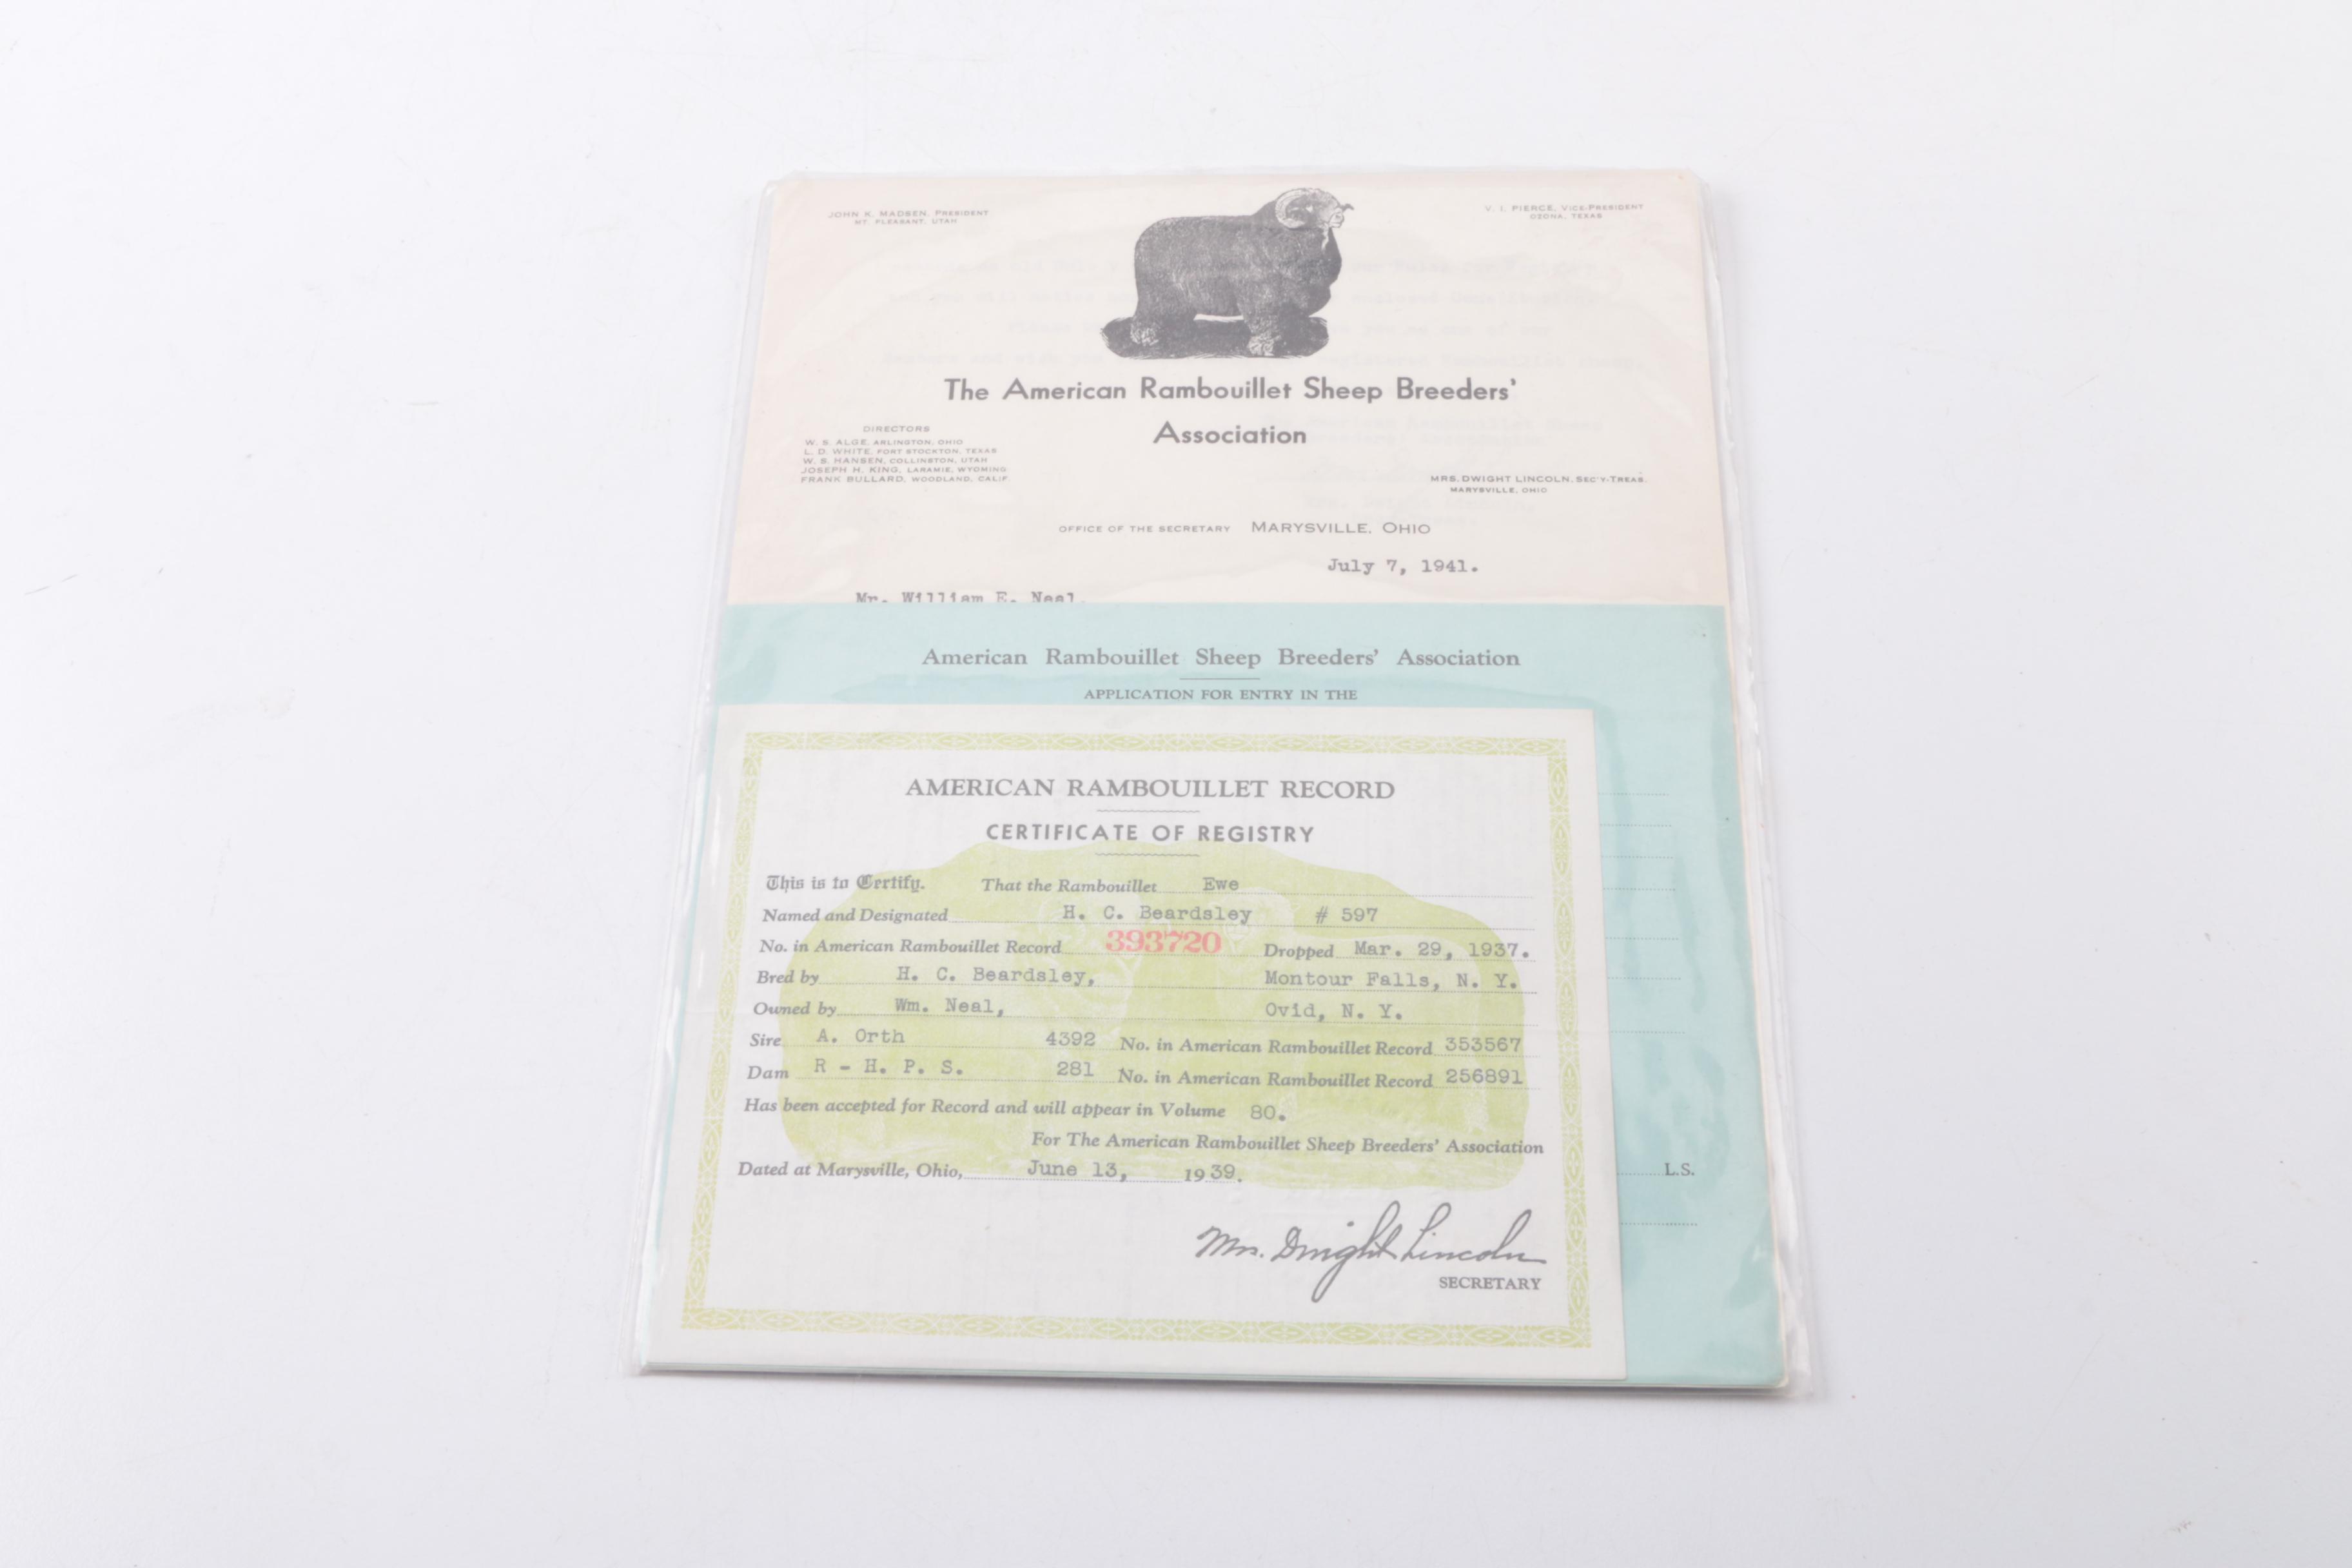 JOHN K. MADSEN, PRESIDENT
MT. PLEASANT, UTAH
V. I. PIERCE, VICE-PRESIDENT
OZONA, TEXAS
The American Rambouillet Sheep Breeders'
Association
DIRECTORS
W. S. ALGE, ARLINGTON, OHIO
L. D. WHITE, FORT STOCKTON, TEXAS
W. S. HANSEN, COLLINSTON, UTAH
JOSEPH H. KING, LARAMIE, WYOMING
FRANK BULLARD, WOODLAND, CALIF
MRS. DWIGHT LINCOLN, SEC'Y-TREAS.
MARYSVILLE, OHIO
OFFICE OF THE SECRETARY MARYSVILLE, OHIO
July 7, 1941.
Mr. William E. Neal,
American Rambouillet Sheep Breeders' Association
APPLICATION FOR ENTRY IN THE
AMERICAN RAMBOUILLET RECORD
CERTIFICATE OF REGISTRY
This is to Certify. That the Rambouillet Ewe
Named and Designated H. C. Beardsley # 597
No. in American Rambouillet Record 393720 Dropped Mar. 29, 1937.
Bred by H. C. Beardsley, Montour Falls, N. Y.
Owned by Wm. Neal, Ovid, N. Y.
Sire A. Orth 4392 No. in American Rambouillet Record 353567
Dam R - H. P. S. 281 No. in American Rambouillet Record 256891
Has been accepted for Record and will appear in Volume 80.
For The American Rambouillet Sheep Breeders' Association
Dated at Marysville, Ohio, June 13, 1939.
L.S.
Mrs. Dwight Lincoln
SECRETARY